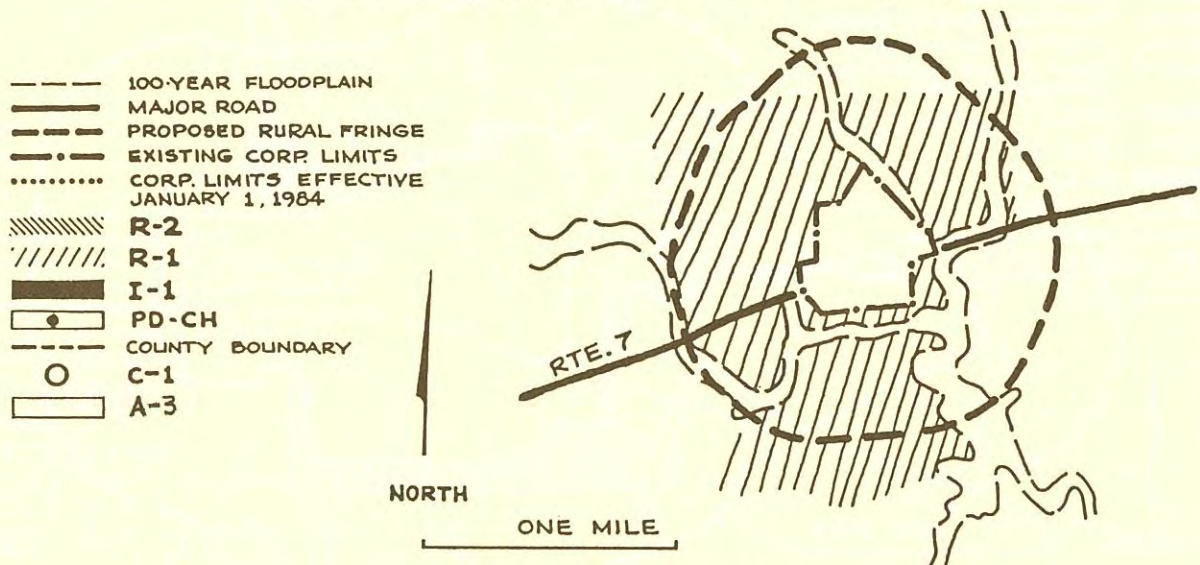 100-YEAR FLOODPLAIN
MAJOR ROAD
PROPOSED RURAL FRINGE
EXISTING CORP. LIMITS
CORP. LIMITS EFFECTIVE
JANUARY 1, 1984
R-2
R-1
I-1
PD-CH
COUNTY BOUNDARY
C-1
A-3
NORTH
ONE MILE
RTE. 7